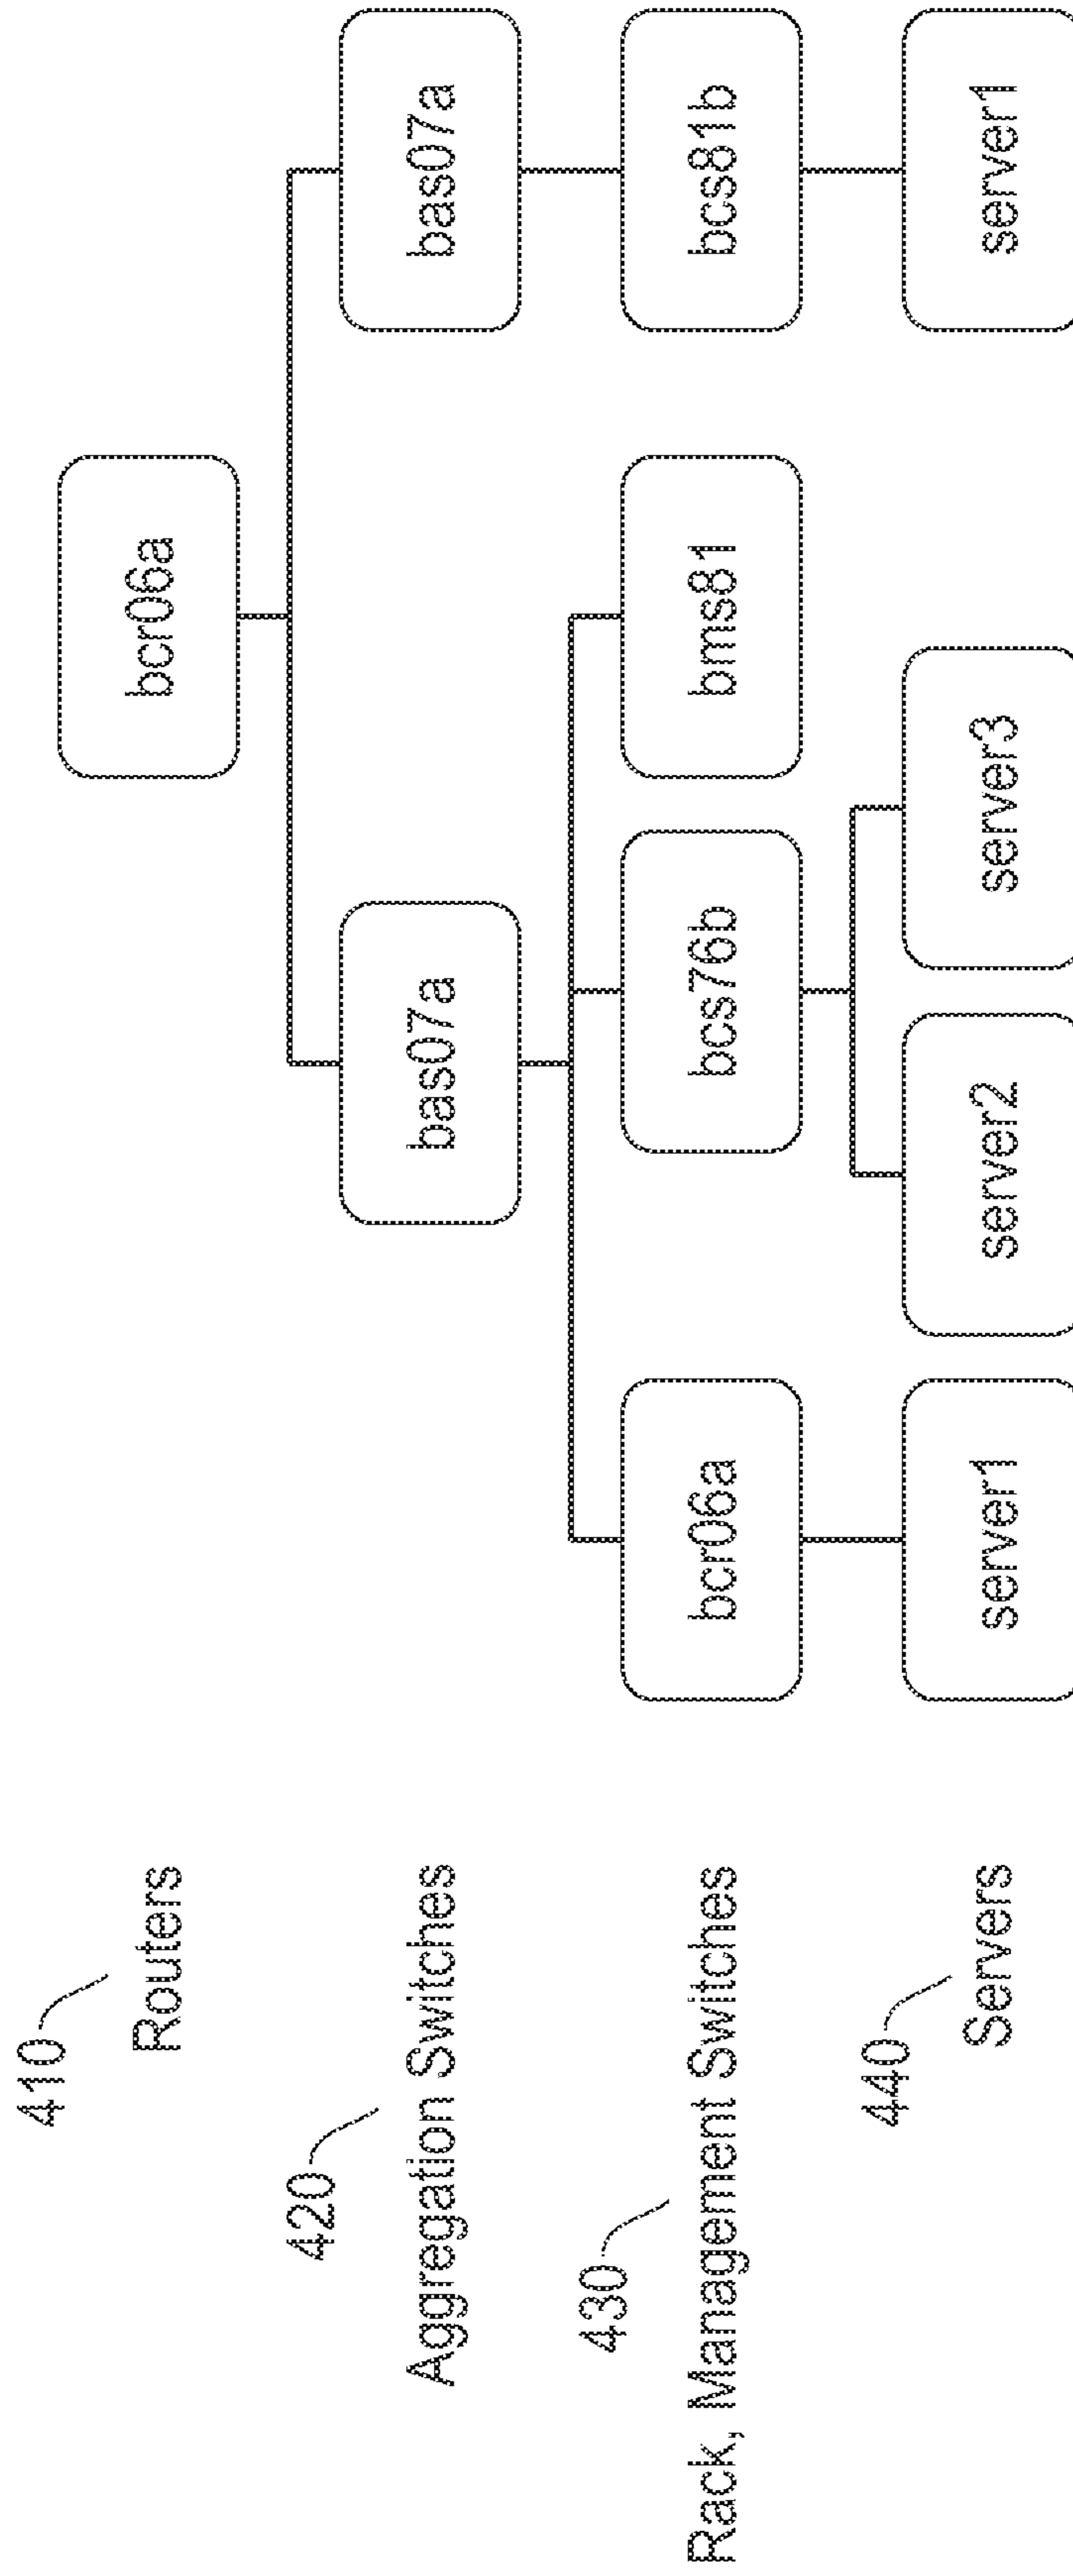 410
Routers
bcr06a
420
Aggregation Switches
bas07a
bas07a
430
Rack, Management Switches
bcr06a
bcs76b
bms81
bcs81b
440
Servers
server1
server2
server3
server1